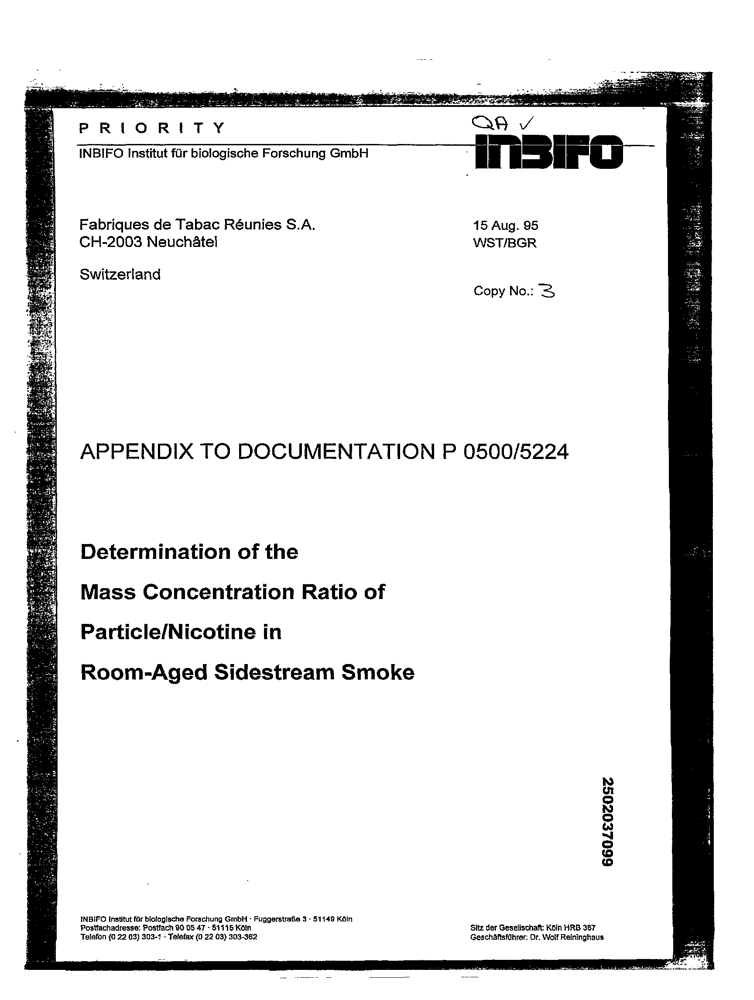 P R I O R I T Y
QA ✓
INBIFO
INBIFO Institut für biologische Forschung GmbH
Fabriques de Tabac Réunies S.A.
CH-2003 Neuchâtel
Switzerland
15 Aug. 95
WST/BGR
Copy No.: 3
APPENDIX TO DOCUMENTATION P 0500/5224
Determination of the
Mass Concentration Ratio of
Particle/Nicotine in
Room-Aged Sidestream Smoke
2502037099
INBIFO Institut für biologische Forschung GmbH · Fuggerstraße 3 · 51149 Köln
Postfachadresse: Postfach 90 05 47 · 51115 Köln
Telefon (0 22 03) 303-1 · Telefax (0 22 03) 303-362
Sitz der Gesellschaft: Köln HRB 367
Geschäftsführer: Dr. Wolf Reininghaus